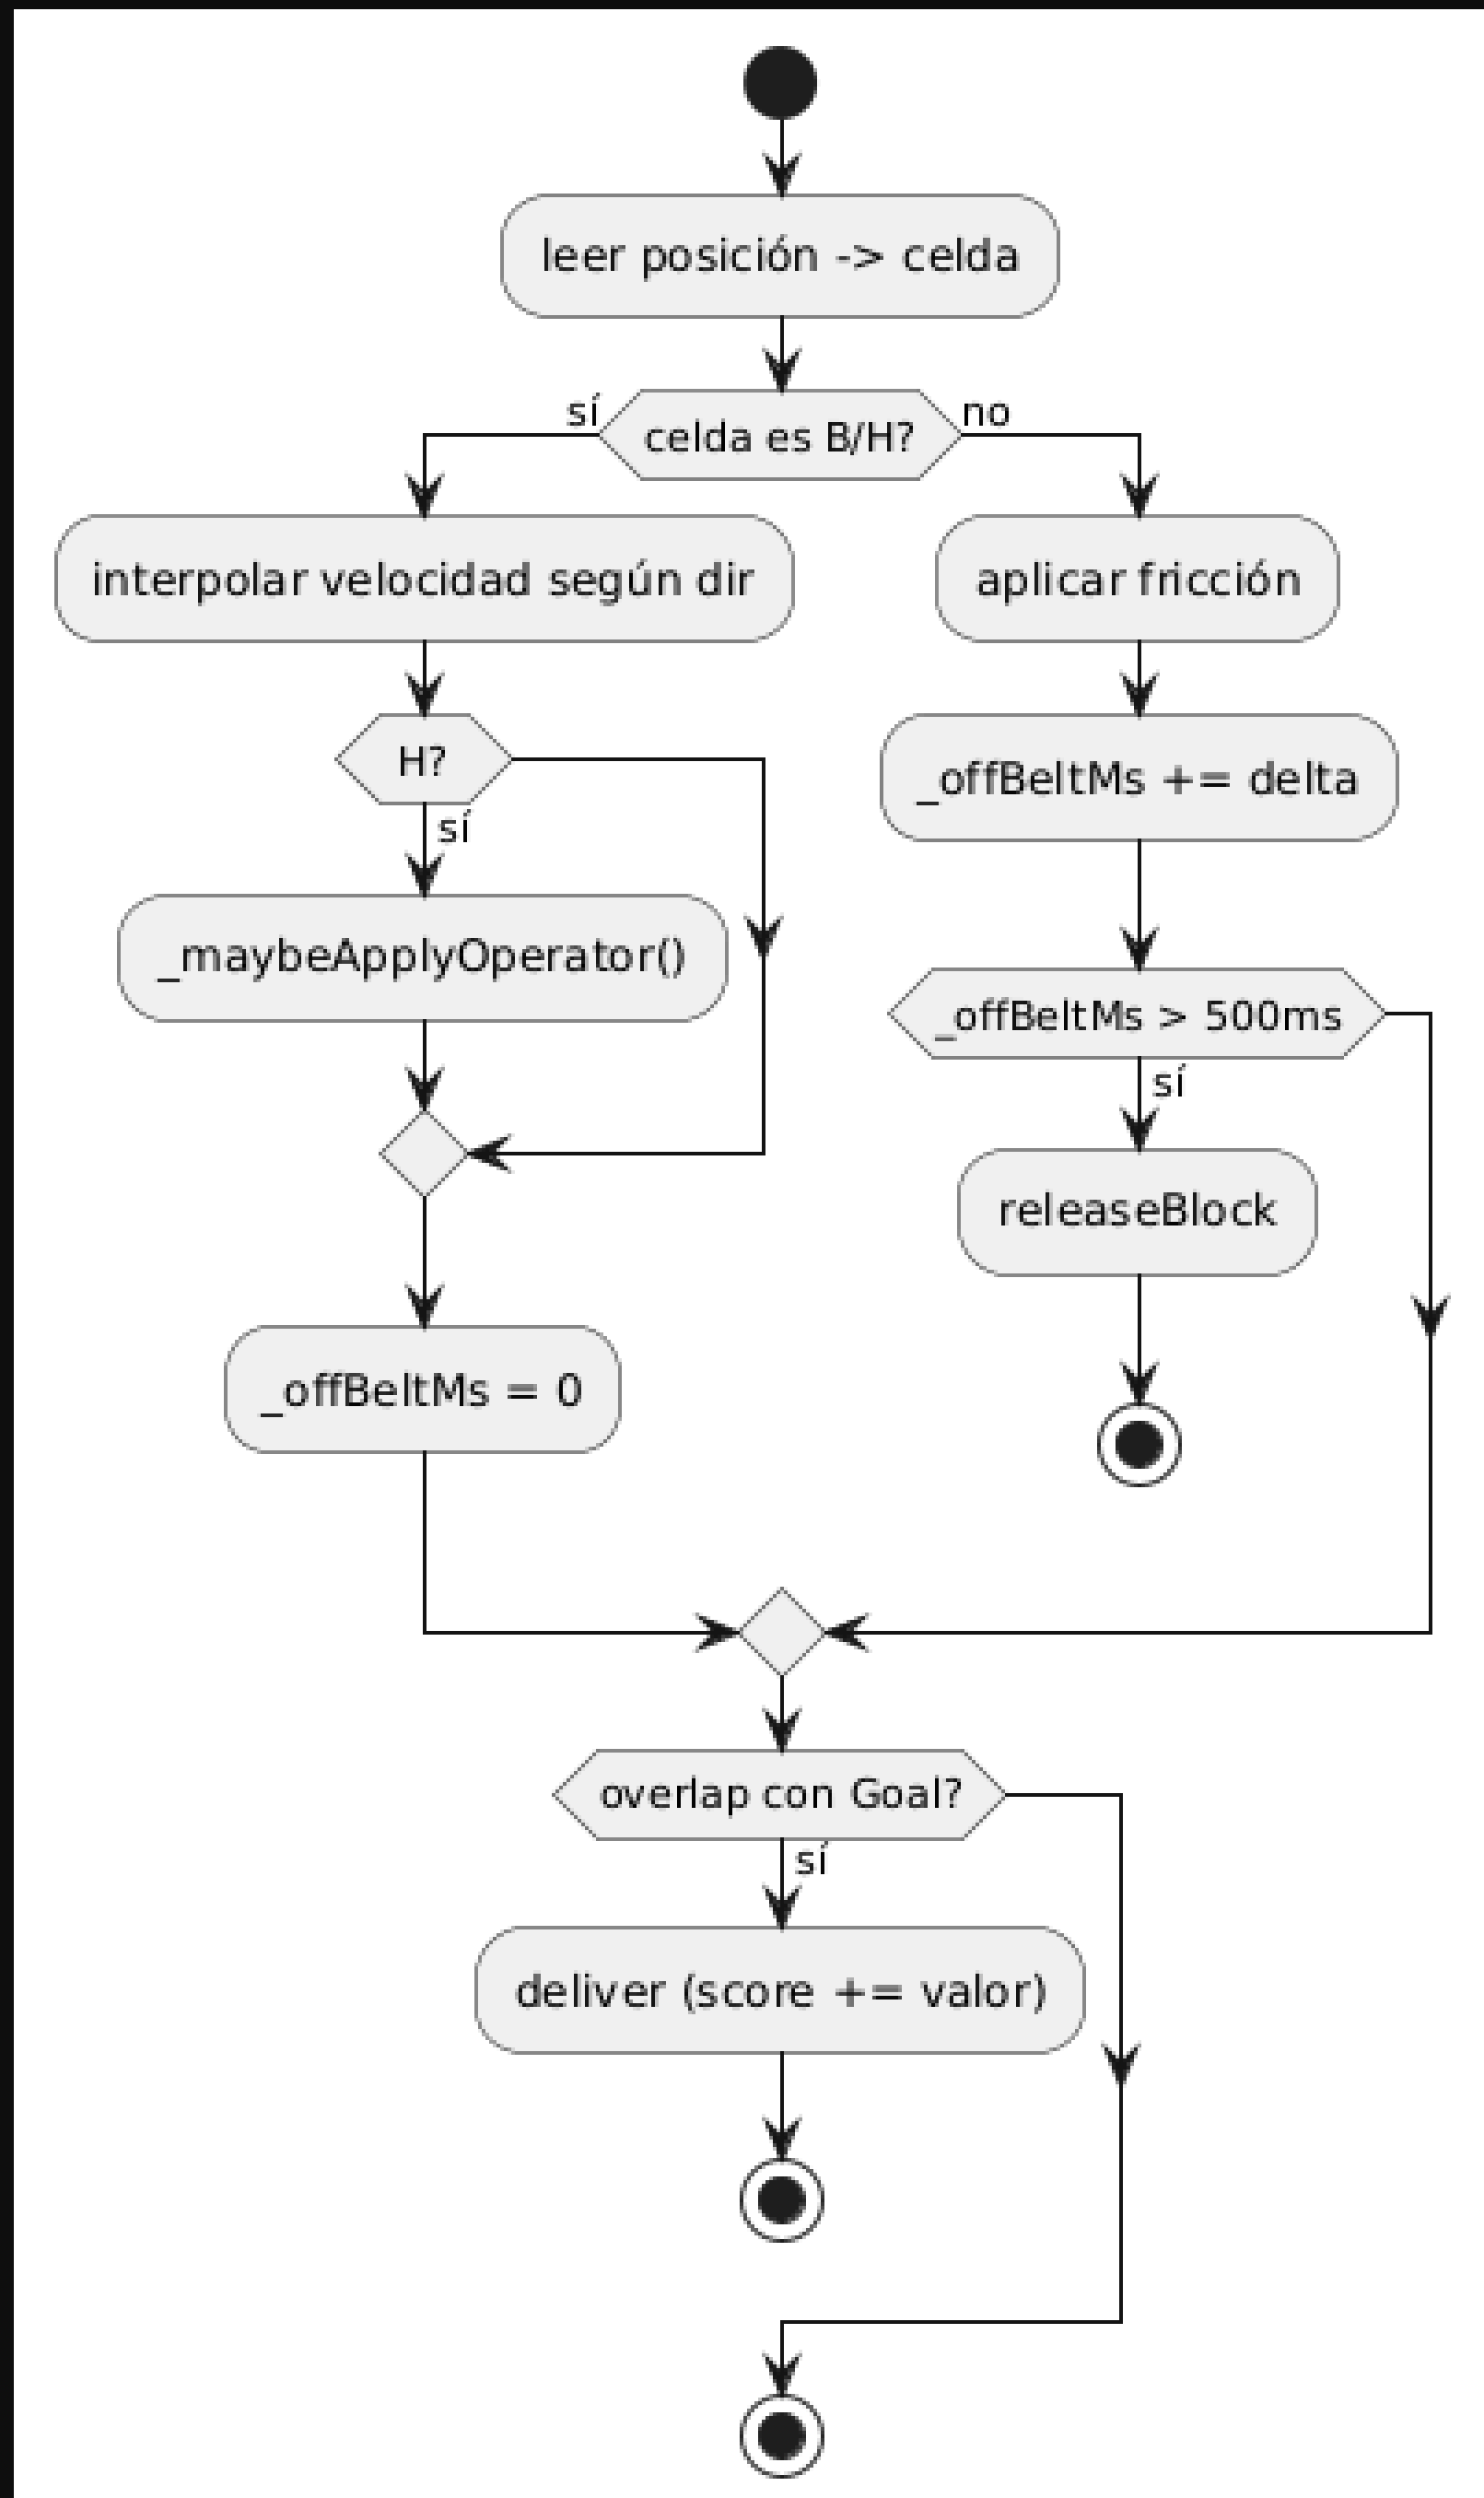 leer posición -> celda
sí
celda es B/H?
no
interpolar velocidad según dir
aplicar fricción
H?
sí
_offBeltMs += delta
_maybeApplyOperator()
_offBeltMs > 500ms
sí
releaseBlock
_offBeltMs = 0
overlap con Goal?
sí
deliver (score += valor)